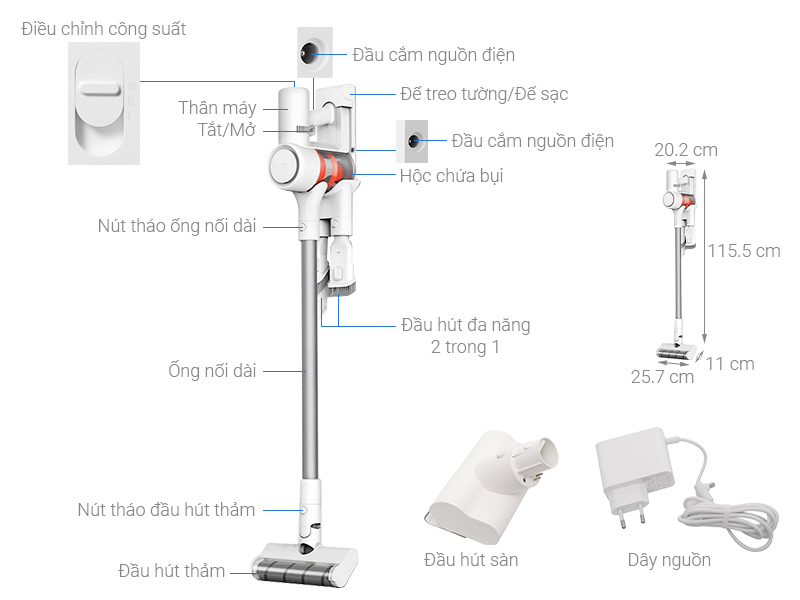 Điều chỉnh công suất
Đầu cắm nguồn điện
Đế treo tường/Đế sạc
Thân máy
Tắt/Mở
Đầu cắm nguồn điện
20.2 cm
Hộc chứa bụi
Nút tháo ống nối dài
115.5 cm
Đầu hút đa năng
2 trong 1
Ống nối dài
11 cm
25.7 cm
Nút tháo đầu hút thảm
Đầu hút sàn
Dây nguồn
Đầu hút thảm